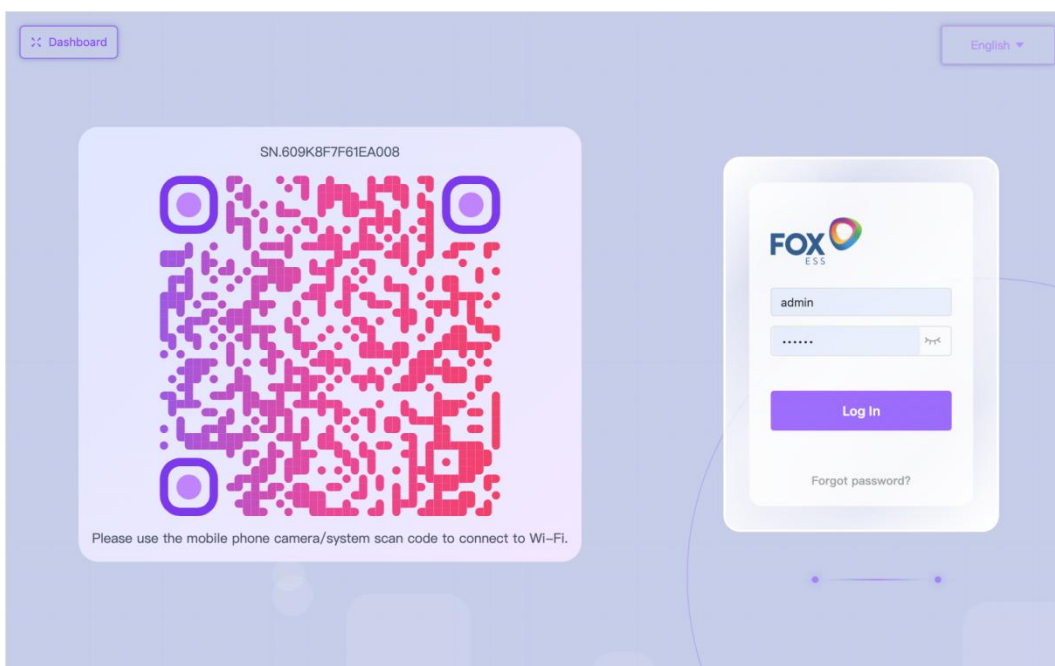 Dashboard
English
SN.609K8F7F61EA008
Please use the mobile phone camera/system scan code to connect to Wi-Fi.
FOX
ESS
admin
••••••
Log In
Forgot password?